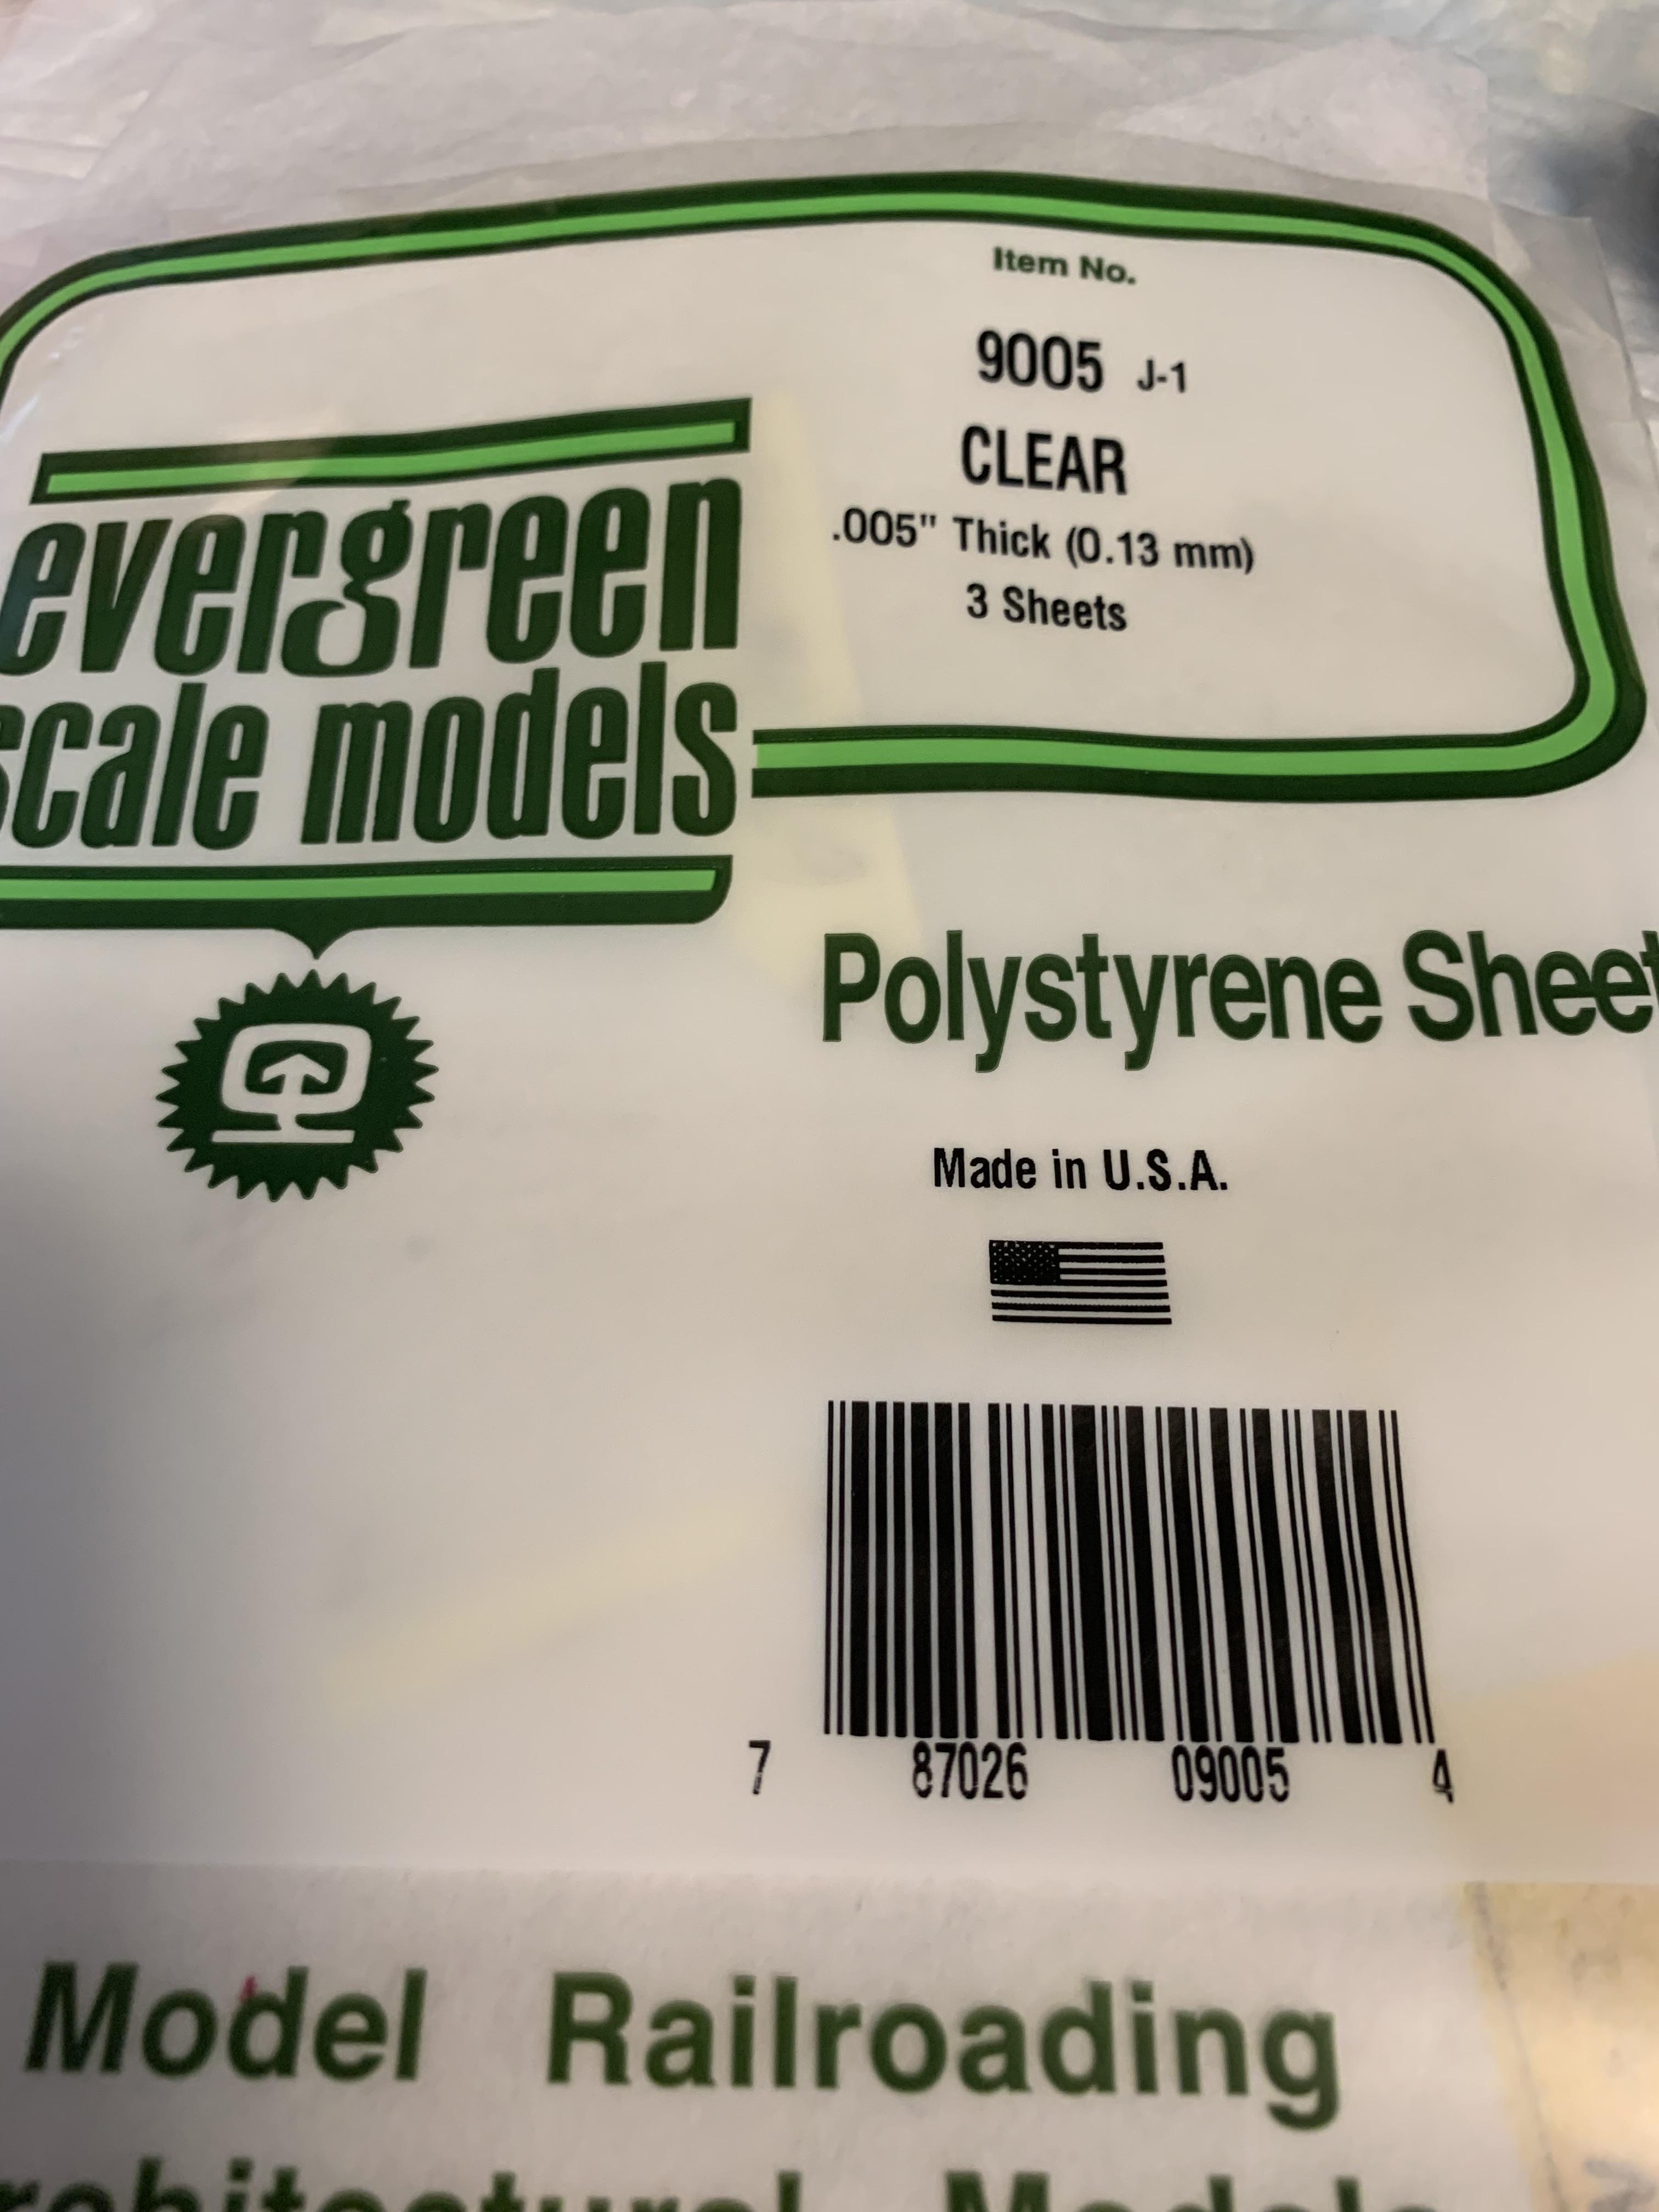 Item No.
9005 J-1
CLEAR
.005" Thick (0.13 mm)
3 Sheets
evergreen
scale models
Polystyrene Sheet
Made in U.S.A.
7 87026 09005 4
Model Railroading